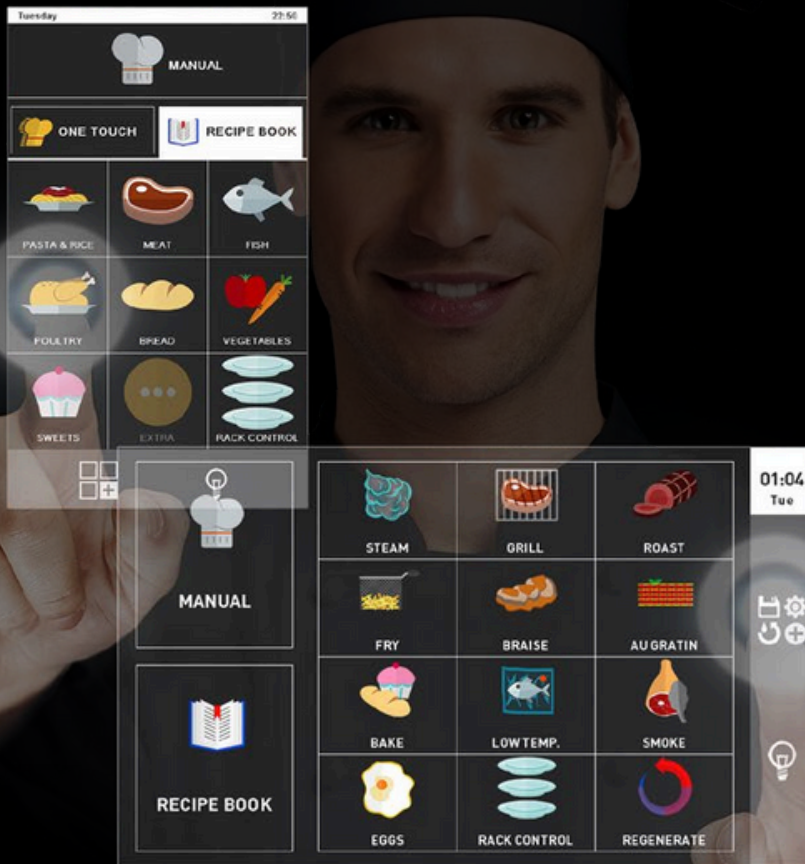 Tuesday 22:56
MANUAL
ONE TOUCH
RECIPE BOOK
PASTA & RICE
MEAT
FISH
POULTRY
BREAD
VEGETABLES
SWEETS
EXTRA
RACK CONTROL
MANUAL
RECIPE BOOK
STEAM
GRILL
ROAST
FRY
BRAISE
AU GRATIN
BAKE
LOW TEMP.
SMOKE
EGGS
RACK CONTROL
REGENERATE
01:04
Tue